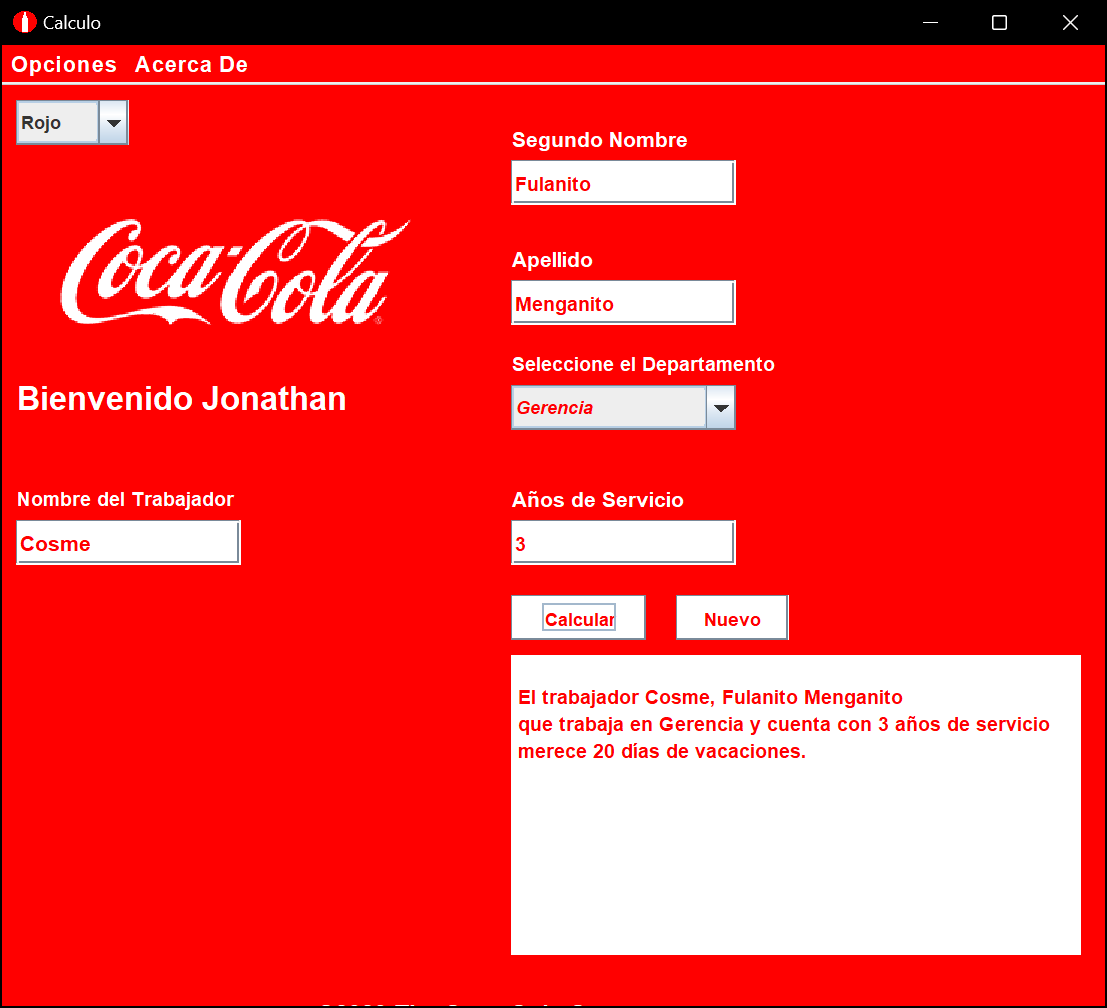 Calculo
Opciones Acerca De
Rojo
Coca-Cola
®
Bienvenido Jonathan
Nombre del Trabajador
Cosme
Segundo Nombre
Fulanito
Apellido
Menganito
Seleccione el Departamento
Gerencia
Años de Servicio
3
Calcular Nuevo
El trabajador Cosme, Fulanito Menganito
que trabaja en Gerencia y cuenta con 3 años de servicio
merece 20 días de vacaciones.